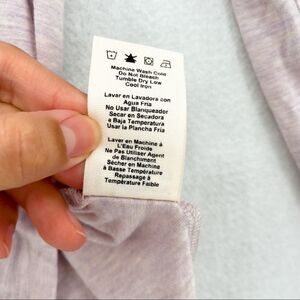 Machine Wash Cold
Do Not Bleach
Tumble Dry Low
Cool Iron
Lavar en Lavadora con
Agua Fria
No Usar Blanqueador
Secar en Secadora
a Baja Temperatura
Usar la Plancha Fria
Laver en Machine à
L'Eau Froide
Ne Pas Utiliser Agent
de Blanchiment
Sécher en Machine
à Basse Température
Repassage à
Température Faible